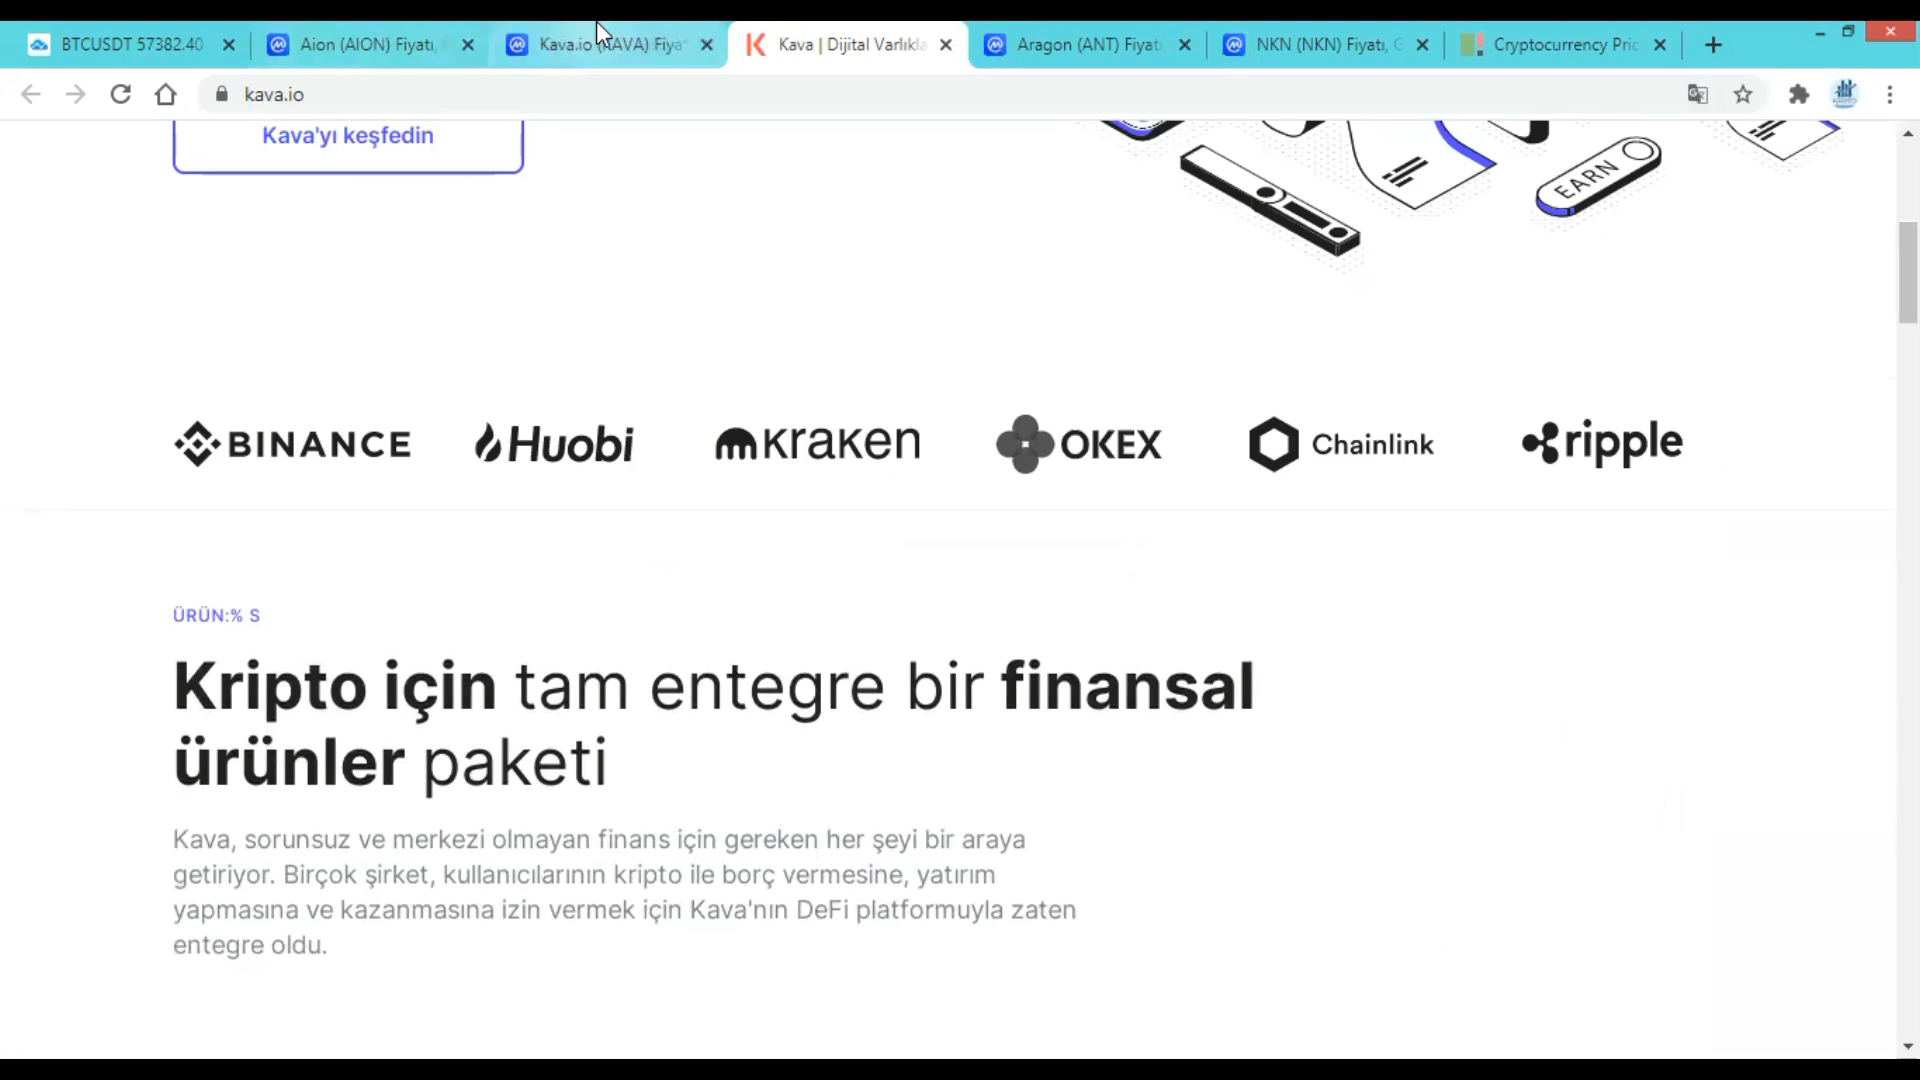 BTCUSDT 57382.40
Aion (AION) Fiyatı,
Kava.io (KAVA) Fiyat
Kava | Dijital Varlıkla
Aragon (ANT) Fiyatı
NKN (NKN) Fiyatı, G
Cryptocurrency Pric
kava.io
Kava'yı keşfedin
EARN
BINANCE
Huobi
kraken
OKEX
Chainlink
ripple
ÜRÜN:% S
Kripto için tam entegre bir finansal
ürünler paketi
Kava, sorunsuz ve merkezi olmayan finans için gereken her şeyi bir araya
getiriyor. Birçok şirket, kullanıcılarının kripto ile borç vermesine, yatırım
yapmasına ve kazanmasına izin vermek için Kava'nın DeFi platformuyla zaten
entegre oldu.